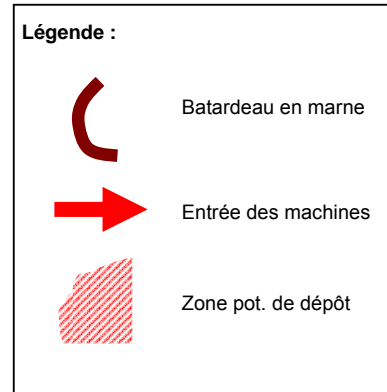 Légende :
Batardeau en marne
Entrée des machines
Zone pot. de dépôt